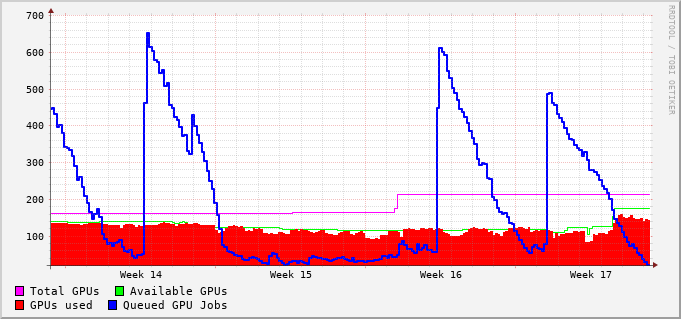 700
600
500
400
300
200
100
Week 14 Week 15 Week 16 Week 17
Total GPUs Available GPUs
GPUs used Queued GPU Jobs
RRDTOOL / TOBI OETIKER